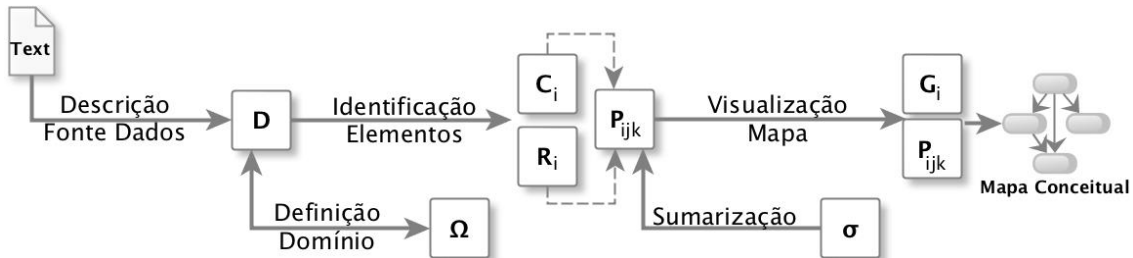 Text
Descrição
Fonte Dados
D
Identificação
Elementos
Cᵢ
Rᵢ
Pᵢⱼₖ
Visualização
Mapa
Gᵢ
Pᵢⱼₖ
Mapa Conceitual
Definição
Domínio
Ω
Sumarização
σ